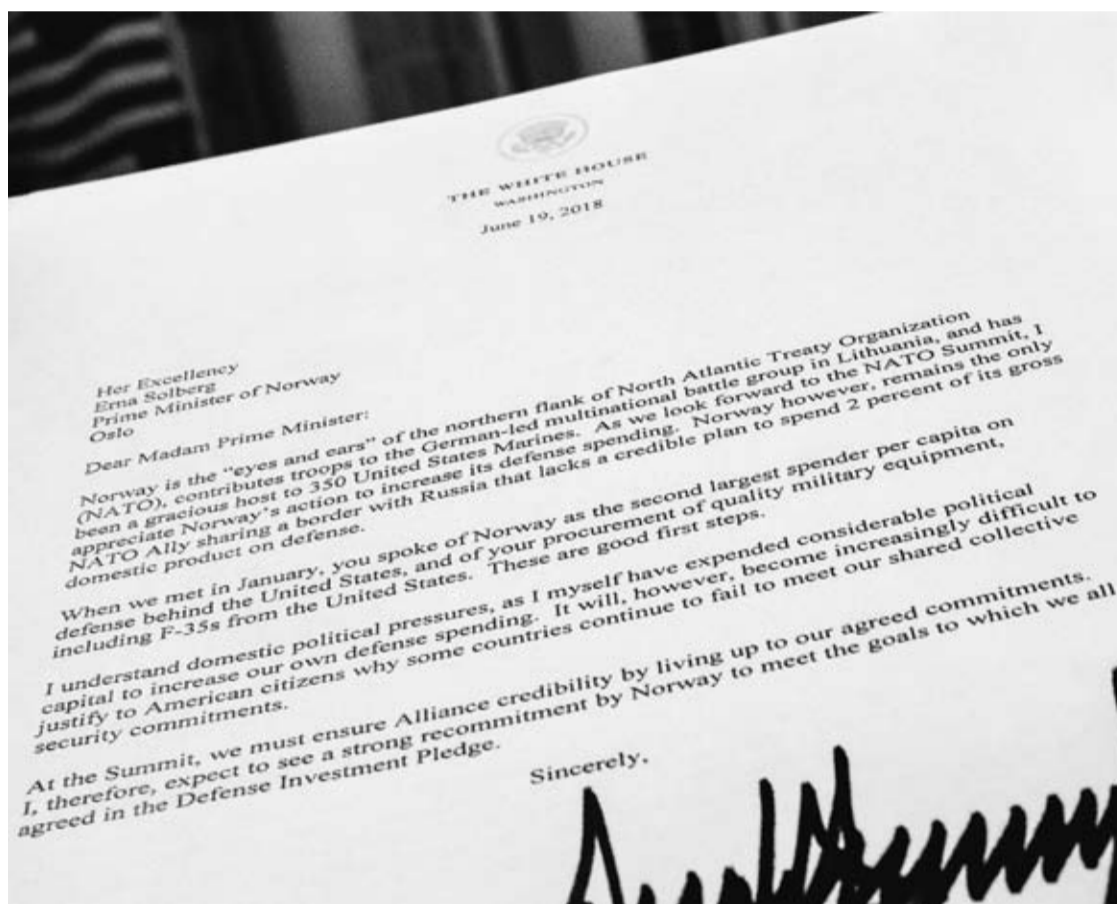 THE WHITE HOUSE
WASHINGTON
June 19, 2018
Her Excellency
Erna Solberg
Prime Minister of Norway
Oslo
Dear Madam Prime Minister:
Norway is the "eyes and ears" of the northern flank of North Atlantic Treaty Organization
(NATO), contributes troops to the German-led multinational battle group in Lithuania, and has
been a gracious host to 350 United States Marines. As we look forward to the NATO Summit, I
appreciate Norway's action to increase its defense spending. Norway however, remains the only
NATO Ally sharing a border with Russia that lacks a credible plan to spend 2 percent of its gross
domestic product on defense.
When we met in January, you spoke of Norway as the second largest spender per capita on
defense behind the United States, and of your procurement of quality military equipment,
including F-35s from the United States. These are good first steps.
I understand domestic political pressures, as I myself have expended considerable political
capital to increase our own defense spending. It will, however, become increasingly difficult to
justify to American citizens why some countries continue to fail to meet our shared collective
security commitments.
At the Summit, we must ensure Alliance credibility by living up to our agreed commitments.
I, therefore, expect to see a strong recommitment by Norway to meet the goals to which we all
agreed in the Defense Investment Pledge.
Sincerely,